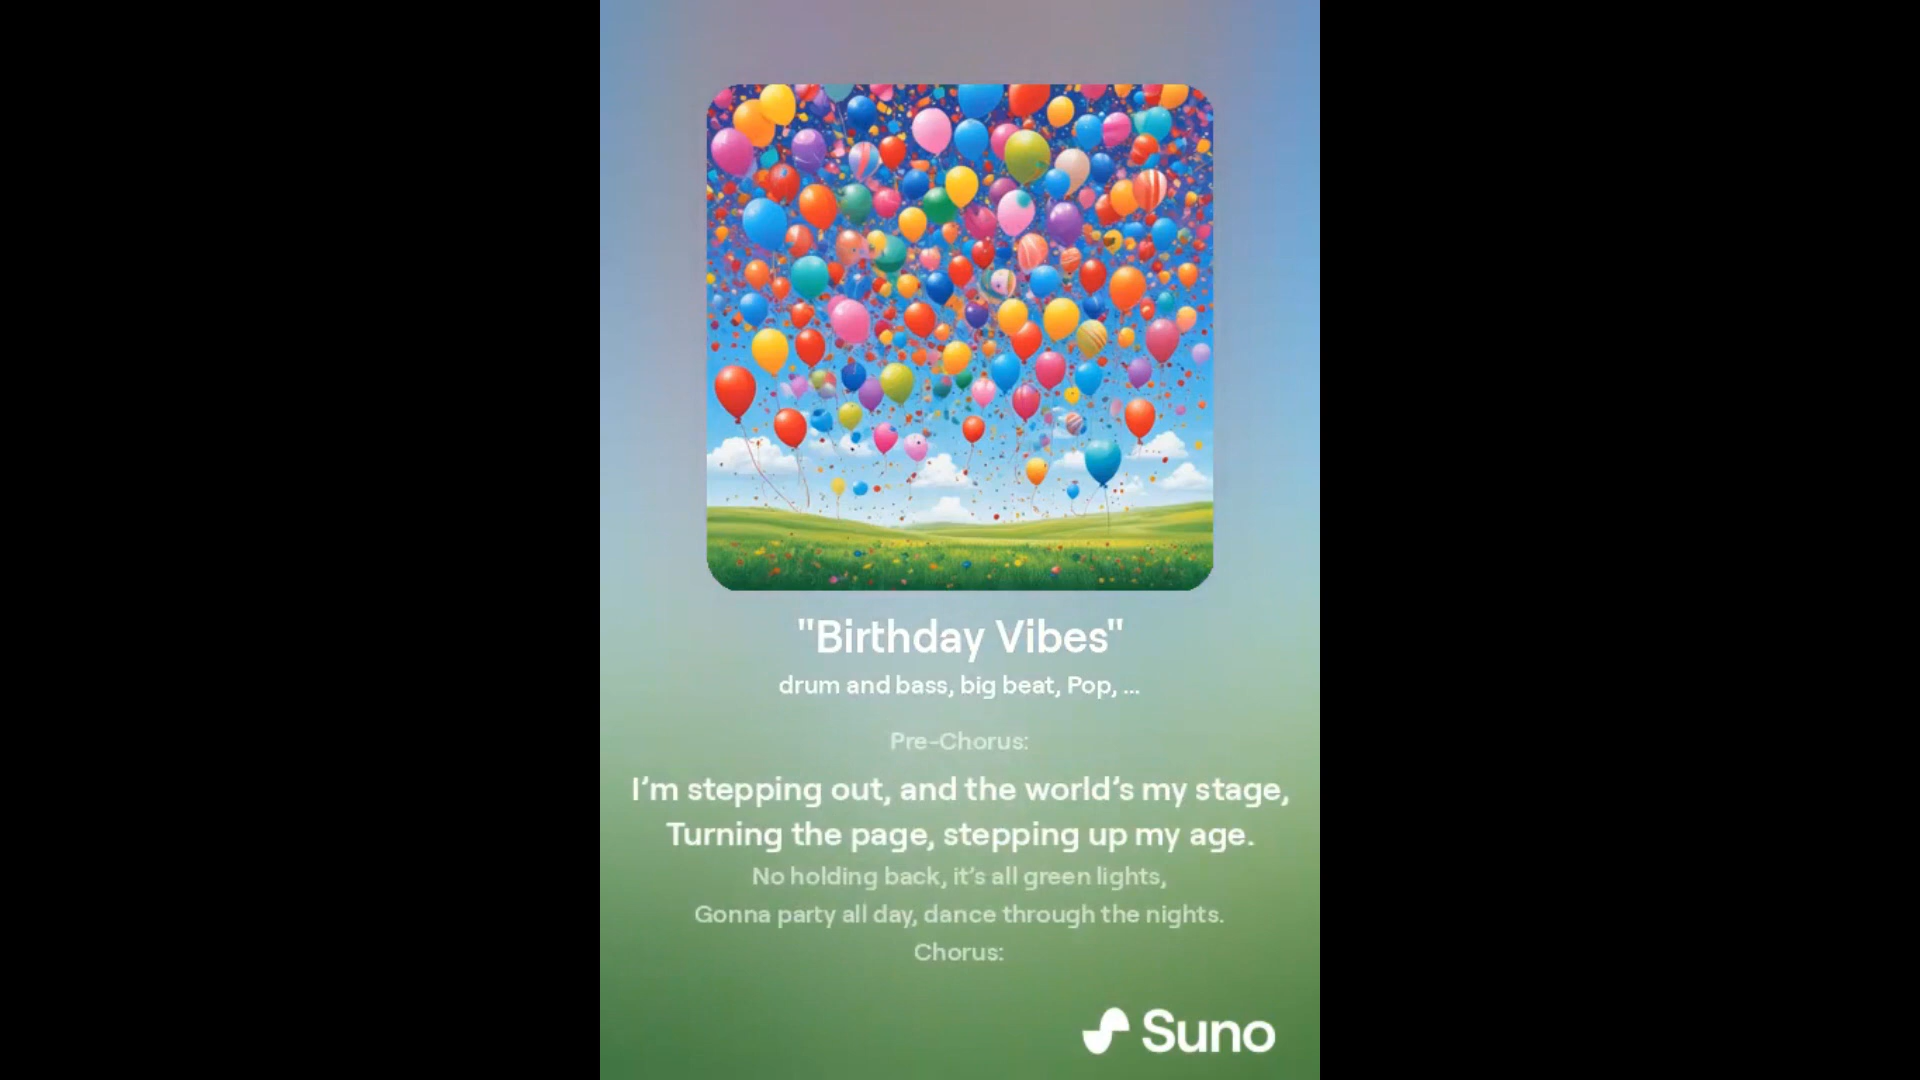 "Birthday Vibes"
drum and bass, big beat, Pop, ...
Pre-Chorus:
I’m stepping out, and the world’s my stage,
Turning the page, stepping up my age.
No holding back, it’s all green lights,
Gonna party all day, dance through the nights.
Chorus:
Suno